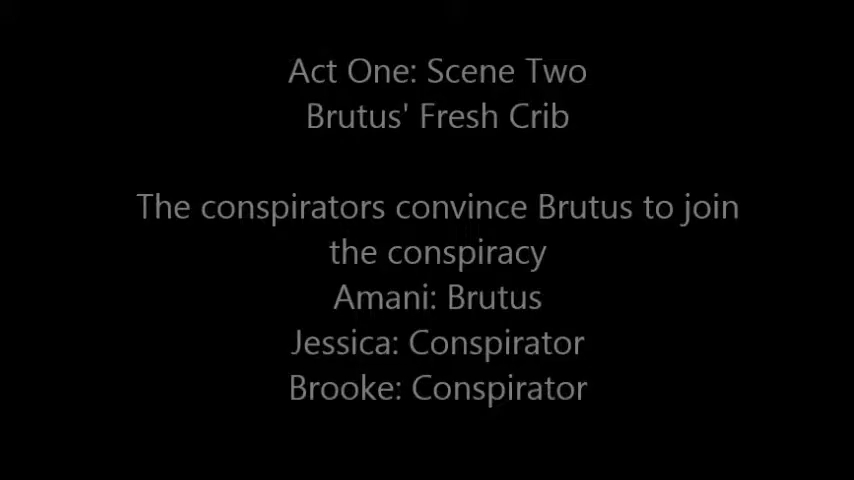 Act One: Scene Two
Brutus' Fresh Crib
The conspirators convince Brutus to join
the conspiracy
Amani: Brutus
Jessica: Conspirator
Brooke: Conspirator